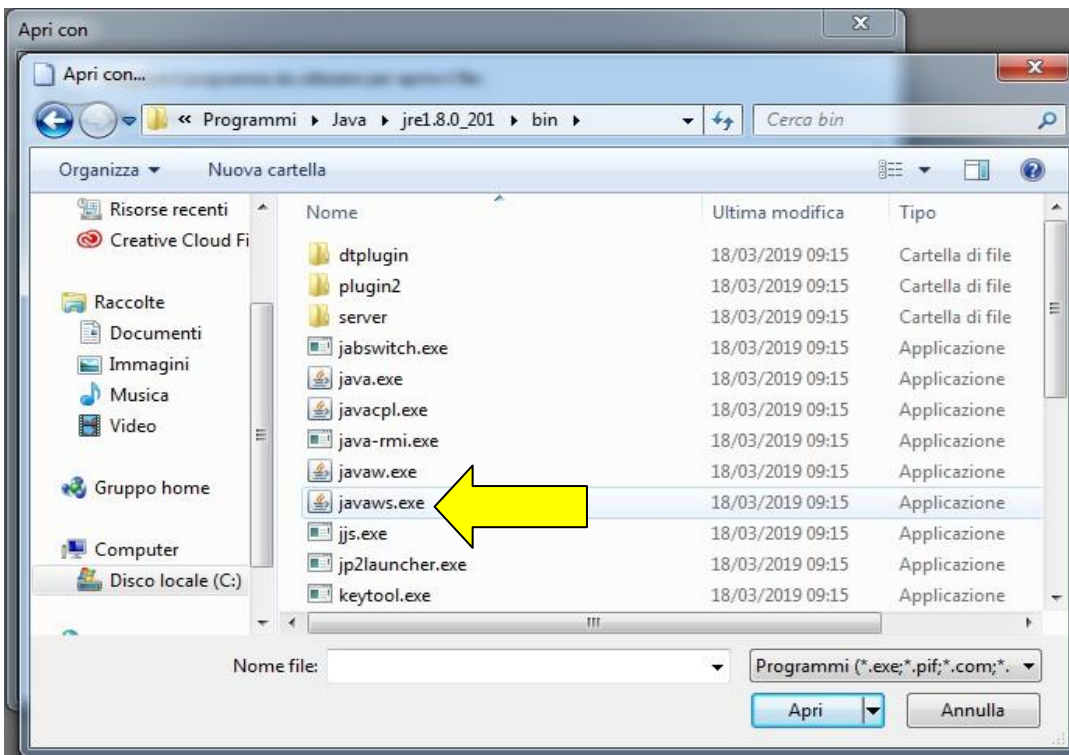 Apri con
Apri con...
« Programmi ▸ Java ▸ jre1.8.0_201 ▸ bin ▸
Cerca bin
Organizza
Nuova cartella
Risorse recenti
Creative Cloud Fi
Raccolte
Documenti
Immagini
Musica
Video
Gruppo home
Computer
Disco locale (C:)
Nome Ultima modifica Tipo
dtplugin 18/03/2019 09:15 Cartella di file
plugin2 18/03/2019 09:15 Cartella di file
server 18/03/2019 09:15 Cartella di file
jabswitch.exe 18/03/2019 09:15 Applicazione
java.exe 18/03/2019 09:15 Applicazione
javacpl.exe 18/03/2019 09:15 Applicazione
java-rmi.exe 18/03/2019 09:15 Applicazione
javaw.exe 18/03/2019 09:15 Applicazione
javaws.exe 18/03/2019 09:15 Applicazione
jjs.exe 18/03/2019 09:15 Applicazione
jp2launcher.exe 18/03/2019 09:15 Applicazione
keytool.exe 18/03/2019 09:15 Applicazione
Nome file:
Programmi (*.exe;*.pif;*.com;*.
Apri
Annulla